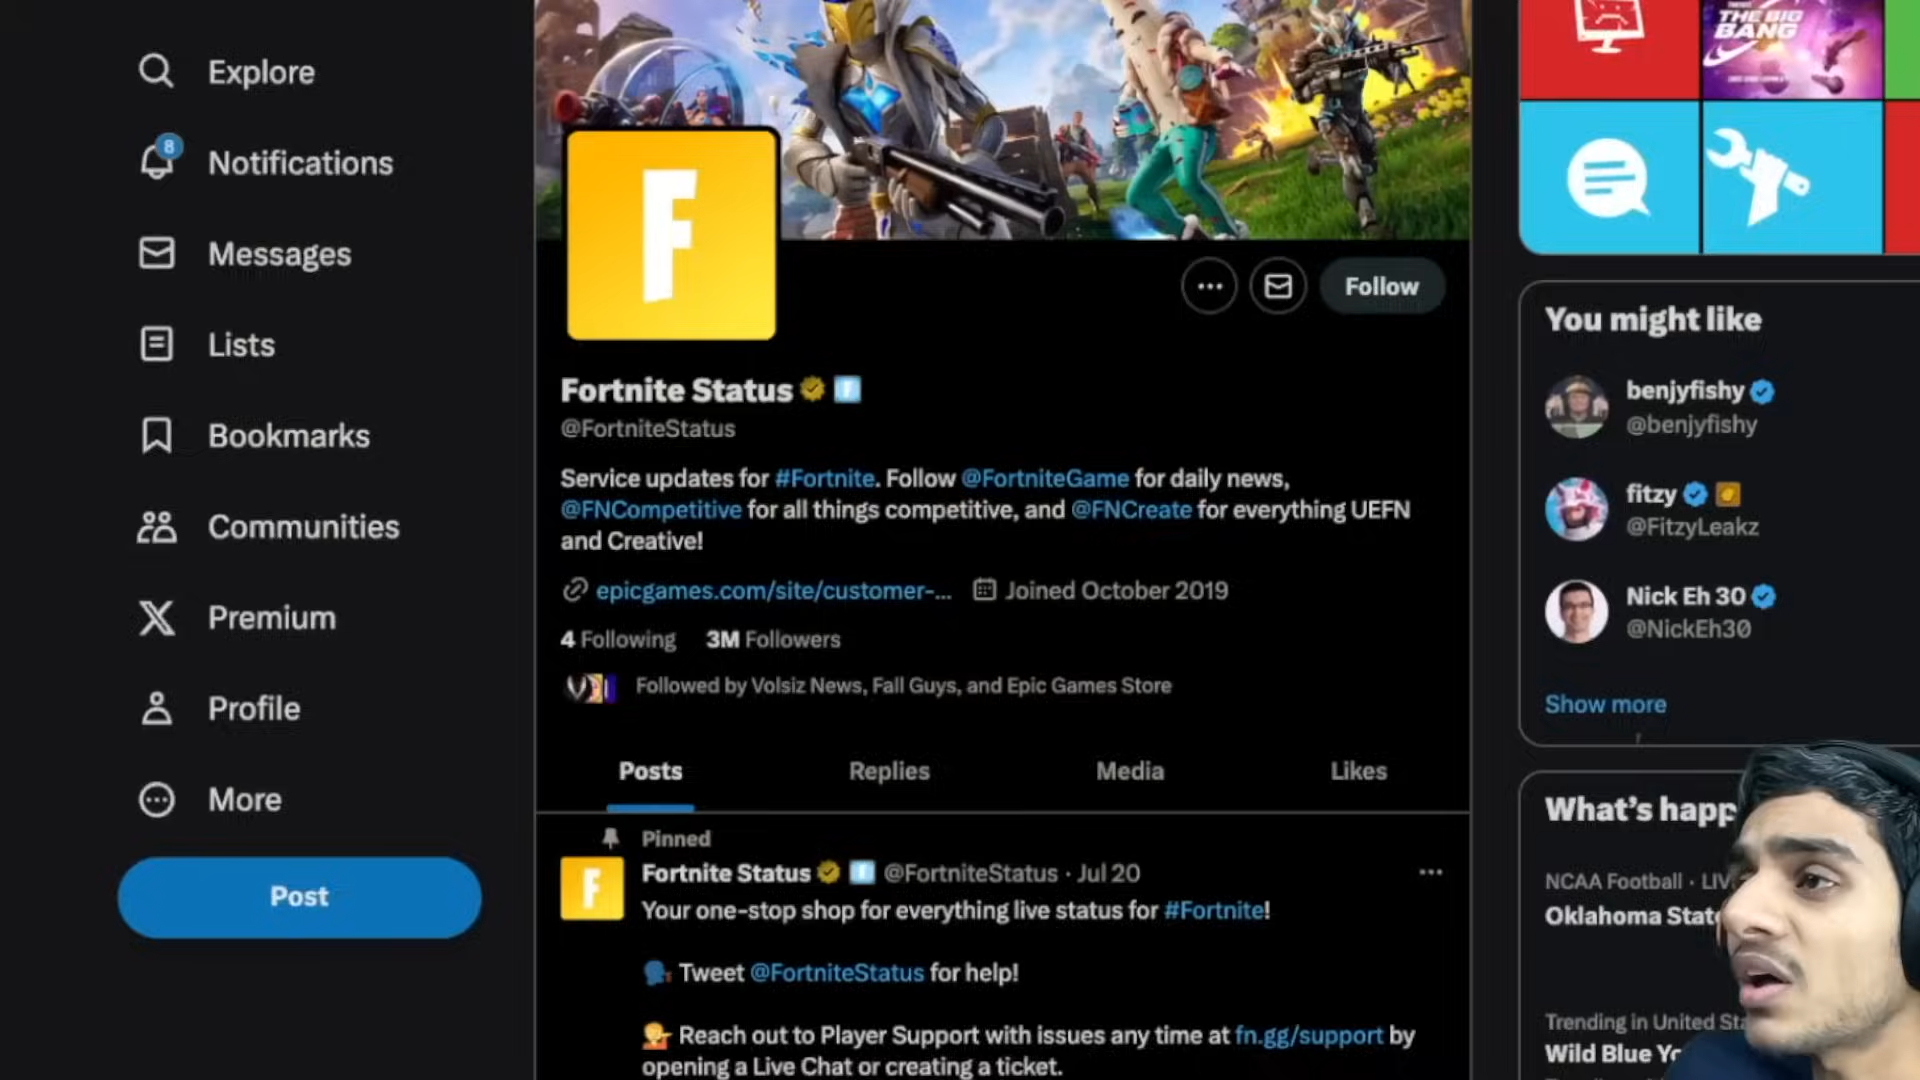 Explore
8
Notifications
Messages
Lists
Bookmarks
Communities
Premium
Profile
More
Post
F
Follow
Fortnite Status
@FortniteStatus
Service updates for #Fortnite. Follow @FortniteGame for daily news,
@FNCompetitive for all things competitive, and @FNCreate for everything UEFN
and Creative!
epicgames.com/site/customer-... Joined October 2019
4 Following 3M Followers
Followed by Volsiz News, Fall Guys, and Epic Games Store
Posts Replies Media Likes
Pinned
F
Fortnite Status @FortniteStatus · Jul 20
Your one-stop shop for everything live status for #Fortnite!
Tweet @FortniteStatus for help!
Reach out to Player Support with issues any time at fn.gg/support by
opening a Live Chat or creating a ticket.
THE BIG
BANG
You might like
benjyfishy
@benjyfishy
fitzy
@FitzyLeakz
Nick Eh 30
@NickEh30
Show more
What's happ
NCAA Football · LIV
Oklahoma State
Trending in United Sta
Wild Blue Yo